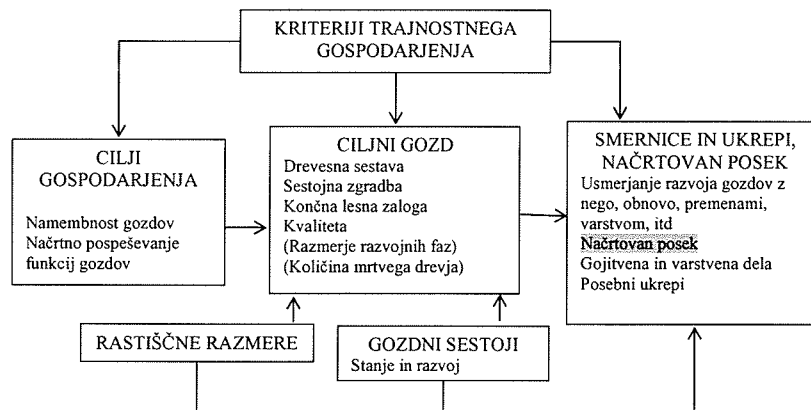 KRITERIJI TRAJNOSTNEGA
GOSPODARJENJA
CILJI
GOSPODARJENJA
Namembnost gozdov
Načrtno pospeševanje
funkcij gozdov
CILJNI GOZD
Drevesna sestava
Sestojna zgradba
Končna lesna zaloga
Kvaliteta
(Razmerje razvojnih faz)
(Količina mrtvega drevja)
SMERNICE IN UKREPI,
NAČRTOVAN POSEK
Usmerjanje razvoja gozdov z
nego, obnovo, premenami,
varstvom, itd
Načrtovan posek
Gojitvena in varstvena dela
Posebni ukrepi
RASTIŠČNE RAZMERE
GOZDNI SESTOJI
Stanje in razvoj